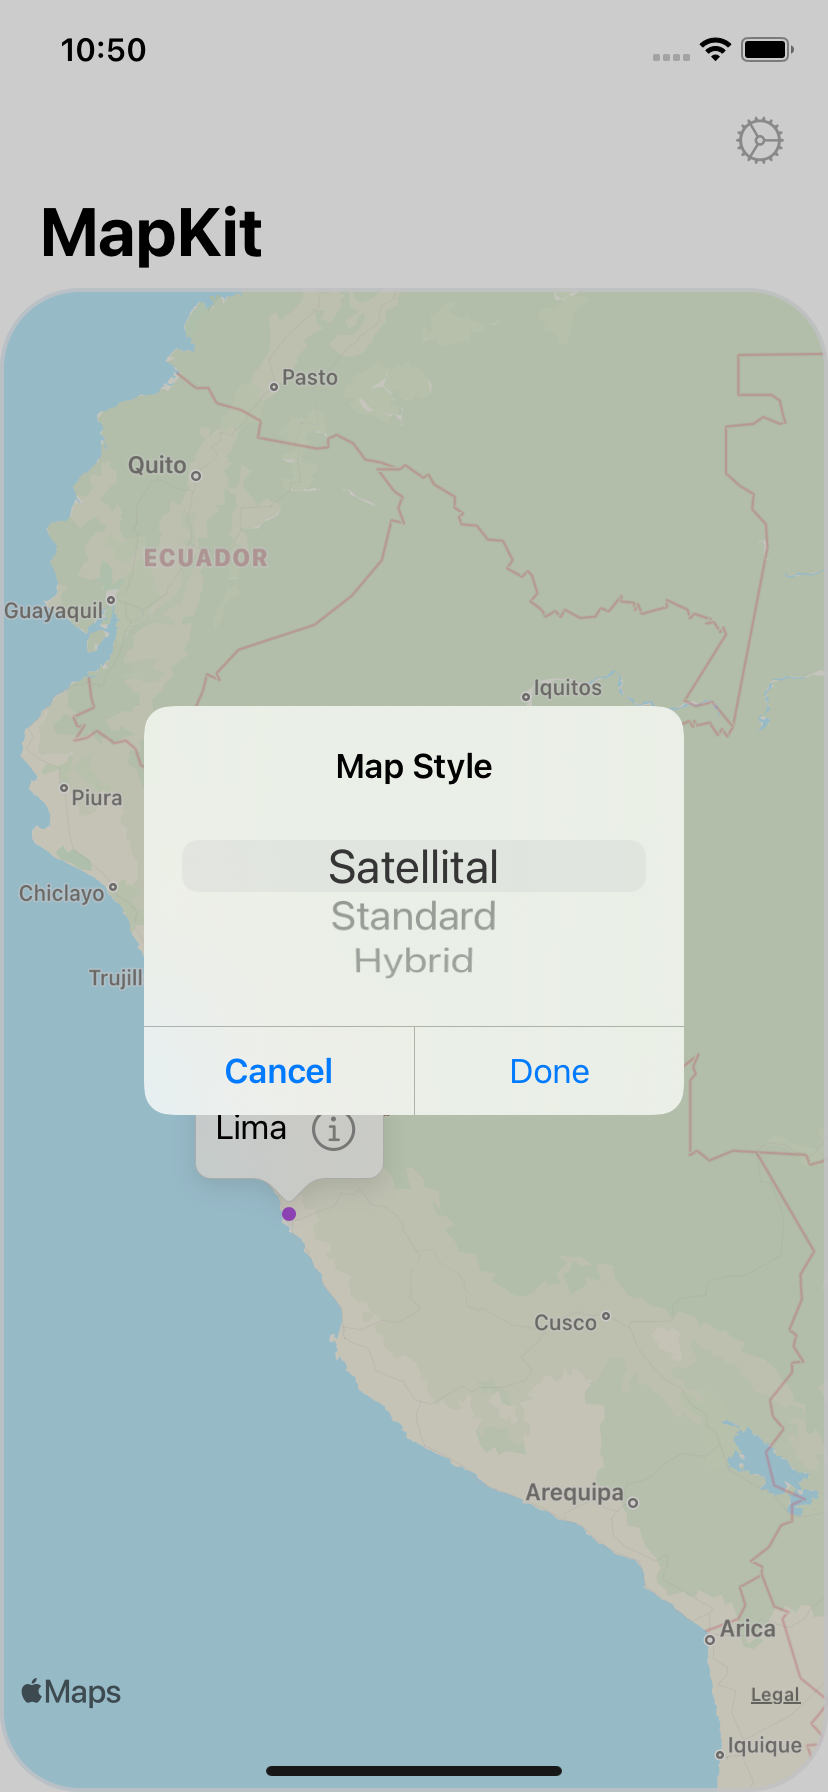 10:50
MapKit
Pasto
Quito
ECUADOR
Guayaquil
Iquitos
Map Style
Piura
Satellital
Chiclayo
Standard
Hybrid
Trujill
Cancel
Done
Lima
Cusco
Arequipa
Arica
Maps
Legal
Iquique